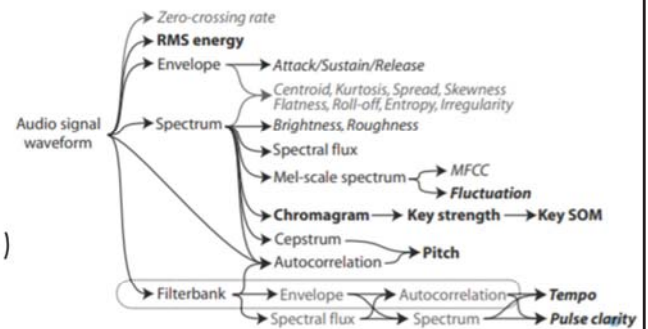 Zero-crossing rate
RMS energy
Envelope Attack/Sustain/Release
Centroid, Kurtosis, Spread, Skewness
Flatness, Roll-off, Entropy, Irregularity
Audio signal
waveform
Spectrum Brightness, Roughness
Spectral flux
Mel-scale spectrum MFCC
Fluctuation
Chromagram Key strength Key SOM
)
Cepstrum
Pitch
Autocorrelation
Filterbank Envelope Autocorrelation Tempo
Spectral flux Spectrum Pulse clarity